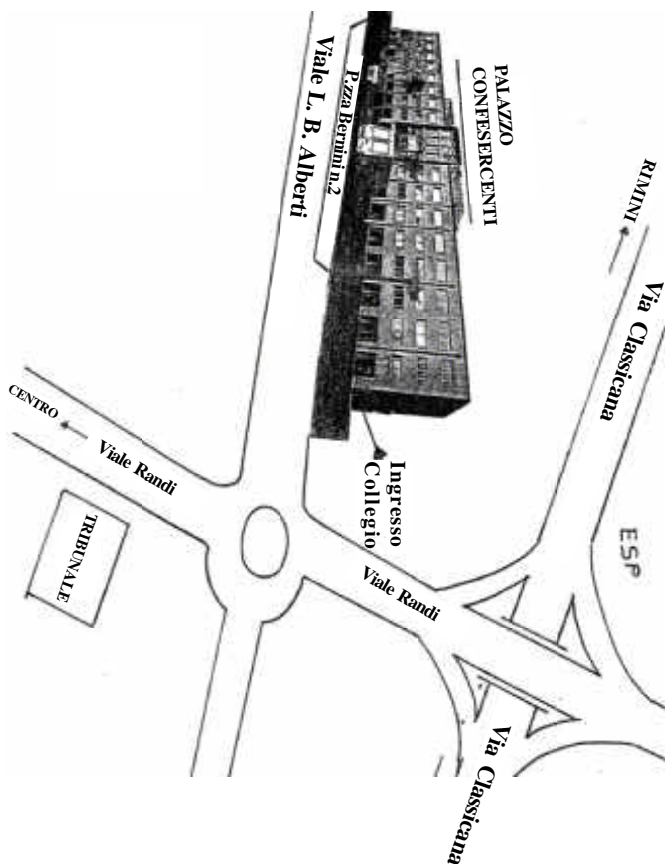 Viale L. B. Alberti
P.zza Bernini n.2
PALAZZO
CONFESERCENTI
RIMINI
Via Classicana
CENTRO
Viale Randi
Ingresso
Collegio
TRIBUNALE
Viale Randi
ESP
Via Classicana